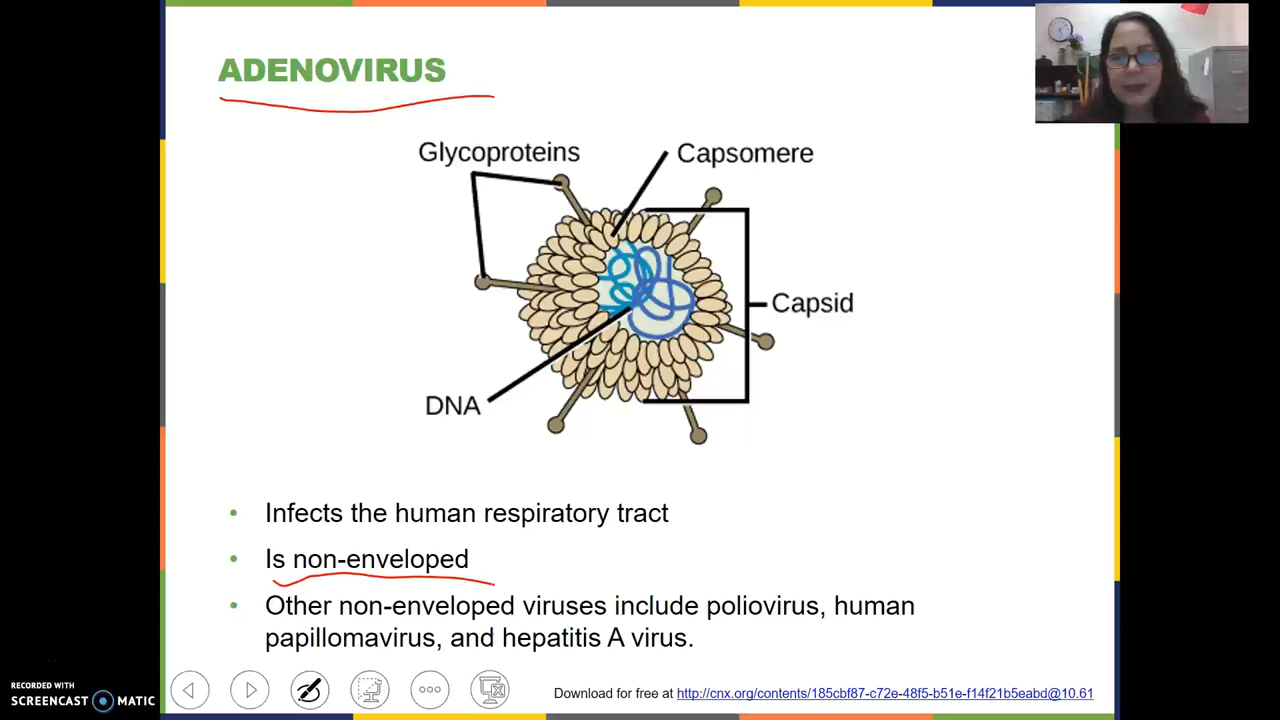 ADENOVIRUS
Glycoproteins
Capsomere
Capsid
DNA
• Infects the human respiratory tract
• Is non-enveloped
• Other non-enveloped viruses include poliovirus, human
papillomavirus, and hepatitis A virus.
RECORDED WITH
SCREENCAST MATIC
Download for free at http://cnx.org/contents/185cbf87-c72e-48f5-b51e-f14f21b5eabd@10.61